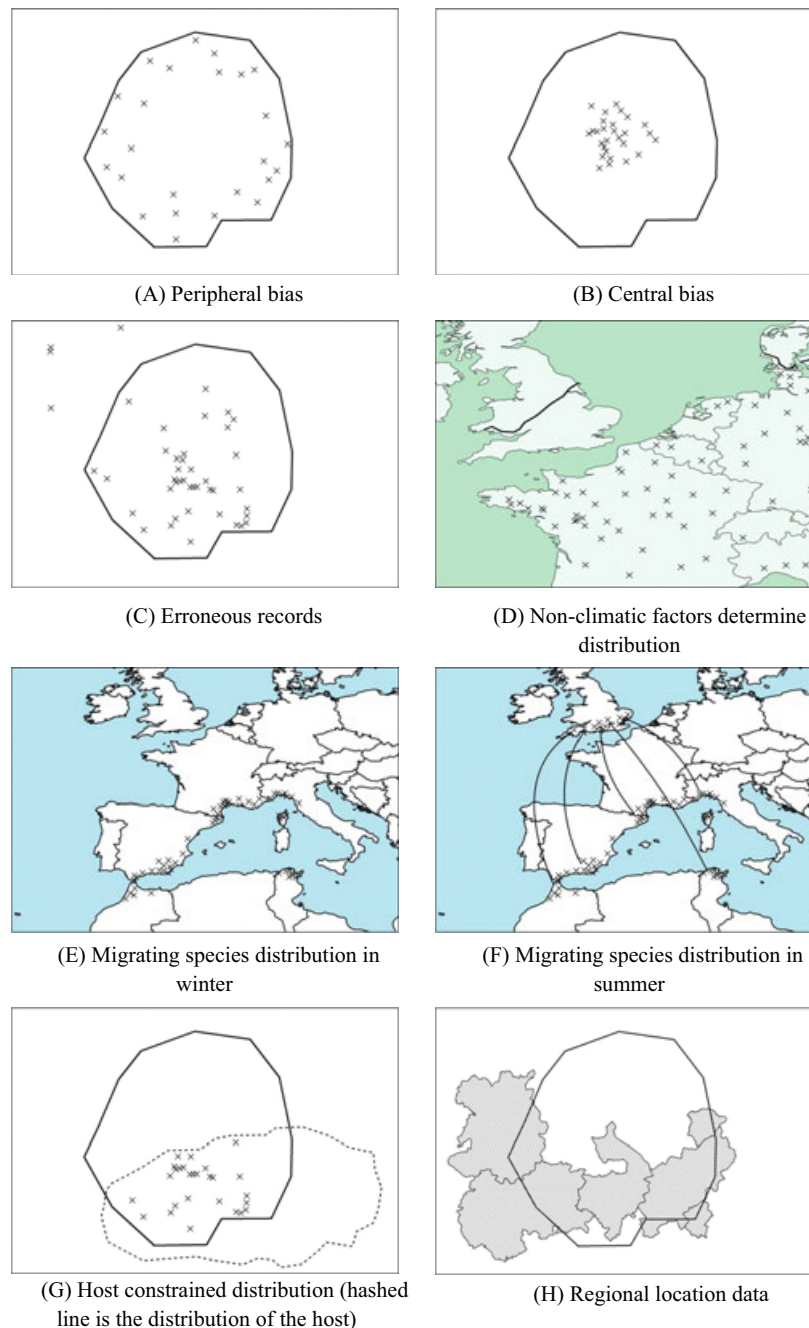 (A) Peripheral bias
(B) Central bias
(C) Erroneous records
(D) Non-climatic factors determine
distribution
(E) Migrating species distribution in
winter
(F) Migrating species distribution in
summer
(G) Host constrained distribution (hashed
line is the distribution of the host)
(H) Regional location data